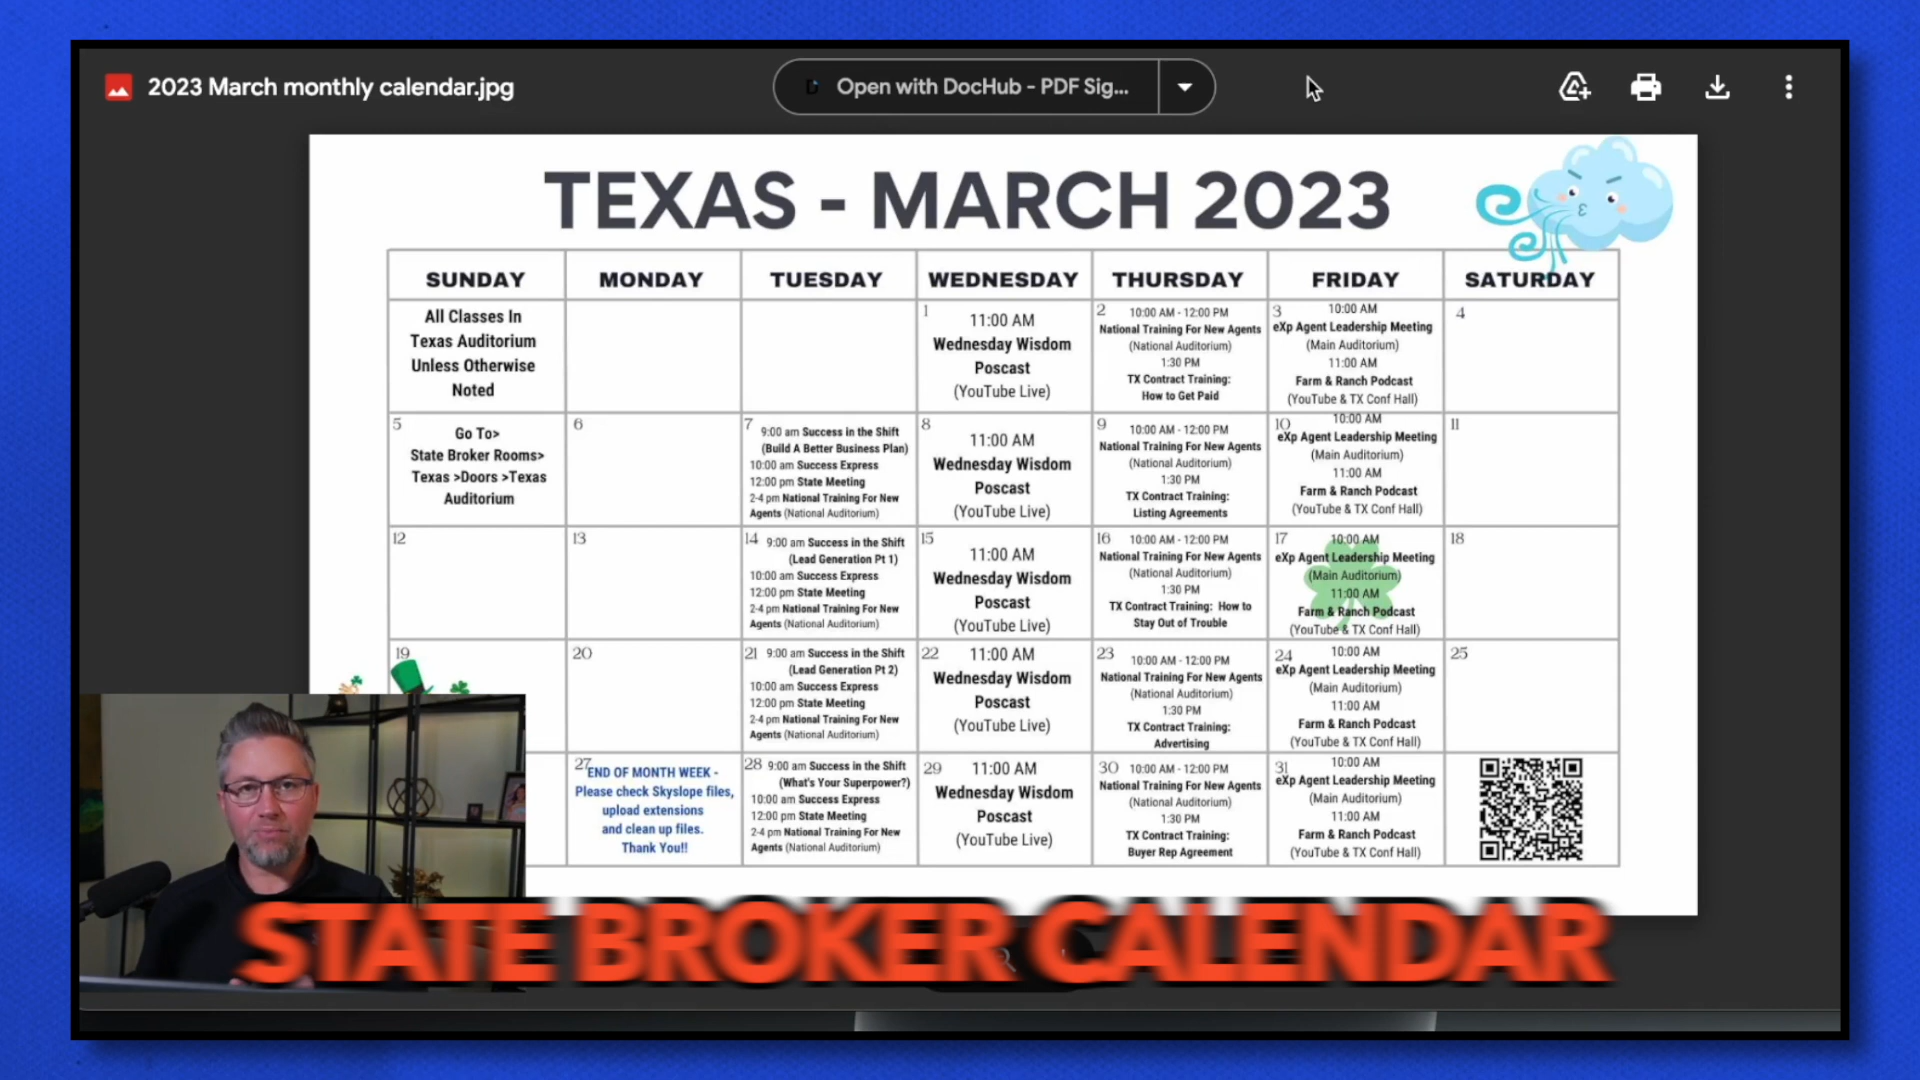 2023 March monthly calendar.jpg
Open with DocHub - PDF Sig...
TEXAS - MARCH 2023
SUNDAY MONDAY TUESDAY WEDNESDAY THURSDAY FRIDAY SATURDAY
All Classes In
Texas Auditorium
Unless Otherwise
Noted
1
11:00 AM
Wednesday Wisdom
Poscast
(YouTube Live)
2
10:00 AM - 12:00 PM
National Training For New Agents
(National Auditorium)
1:30 PM
TX Contract Training:
How to Get Paid
3
10:00 AM
eXp Agent Leadership Meeting
(Main Auditorium)
11:00 AM
Farm & Ranch Podcast
(YouTube & TX Conf Hall)
4
5
Go To>
State Broker Rooms>
Texas >Doors >Texas
Auditorium
6
7
9:00 am Success in the Shift
(Build A Better Business Plan)
10:00 am Success Express
12:00 pm State Meeting
2-4 pm National Training For New
Agents (National Auditorium)
8
11:00 AM
Wednesday Wisdom
Poscast
(YouTube Live)
9
10:00 AM - 12:00 PM
National Training For New Agents
(National Auditorium)
1:30 PM
TX Contract Training:
Listing Agreements
10
10:00 AM
eXp Agent Leadership Meeting
(Main Auditorium)
11:00 AM
Farm & Ranch Podcast
(YouTube & TX Conf Hall)
11
12
13
14
9:00 am Success in the Shift
(Lead Generation Pt 1)
10:00 am Success Express
12:00 pm State Meeting
2-4 pm National Training For New
Agents (National Auditorium)
15
11:00 AM
Wednesday Wisdom
Poscast
(YouTube Live)
16
10:00 AM - 12:00 PM
National Training For New Agents
(National Auditorium)
1:30 PM
TX Contract Training: How to
Stay Out of Trouble
17
10:00 AM
eXp Agent Leadership Meeting
(Main Auditorium)
11:00 AM
Farm & Ranch Podcast
(YouTube & TX Conf Hall)
18
19
20
21
9:00 am Success in the Shift
(Lead Generation Pt 2)
10:00 am Success Express
12:00 pm State Meeting
2-4 pm National Training For New
Agents (National Auditorium)
22
11:00 AM
Wednesday Wisdom
Poscast
(YouTube Live)
23
10:00 AM - 12:00 PM
National Training For New Agents
(National Auditorium)
1:30 PM
TX Contract Training:
Advertising
24
10:00 AM
eXp Agent Leadership Meeting
(Main Auditorium)
11:00 AM
Farm & Ranch Podcast
(YouTube & TX Conf Hall)
25
27
END OF MONTH WEEK -
Please check Skyslope files,
upload extensions
and clean up files.
Thank You!!
28
9:00 am Success in the Shift
(What's Your Superpower?)
10:00 am Success Express
12:00 pm State Meeting
2-4 pm National Training For New
Agents (National Auditorium)
29
11:00 AM
Wednesday Wisdom
Poscast
(YouTube Live)
30
10:00 AM - 12:00 PM
National Training For New Agents
(National Auditorium)
1:30 PM
TX Contract Training:
Buyer Rep Agreement
31
10:00 AM
eXp Agent Leadership Meeting
(Main Auditorium)
11:00 AM
Farm & Ranch Podcast
(YouTube & TX Conf Hall)
STATE BROKER CALENDAR